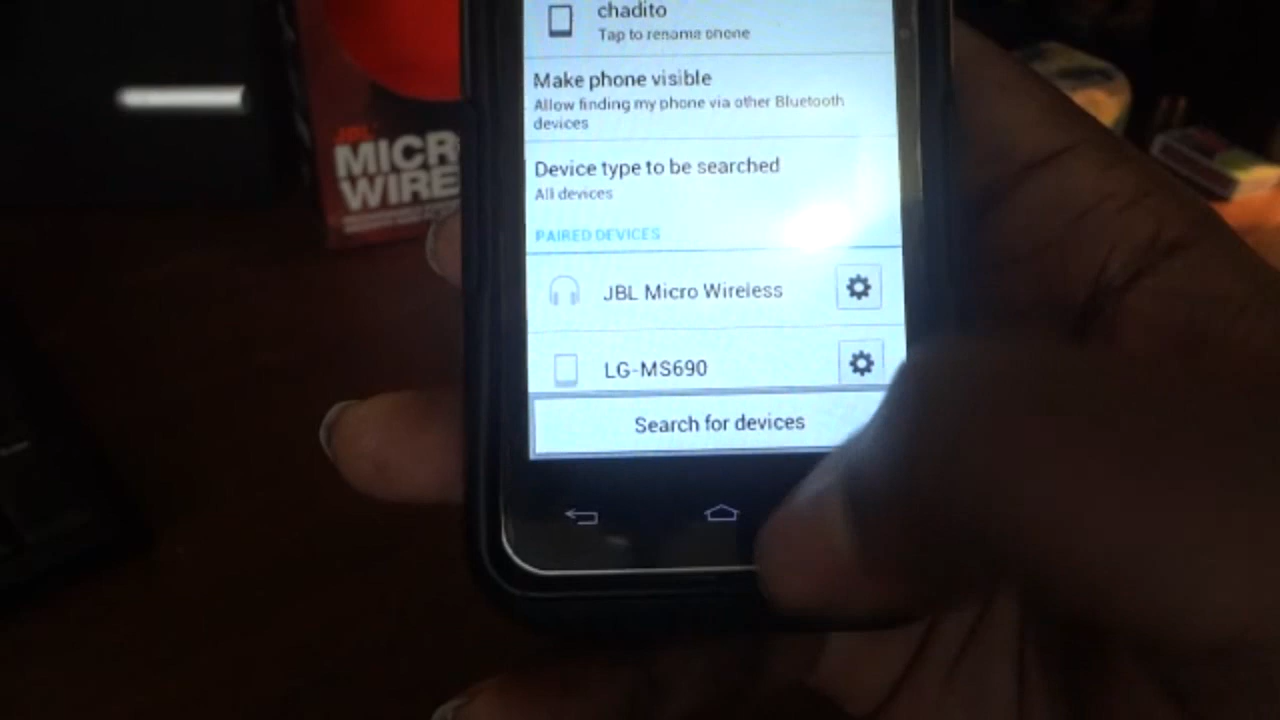 chadito
Tap to rename phone
Make phone visible
Allow finding my phone via other Bluetooth
devices
Device type to be searched
All devices
PAIRED DEVICES
JBL Micro Wireless
LG-MS690
Search for devices
JBL
MICR
WIRE